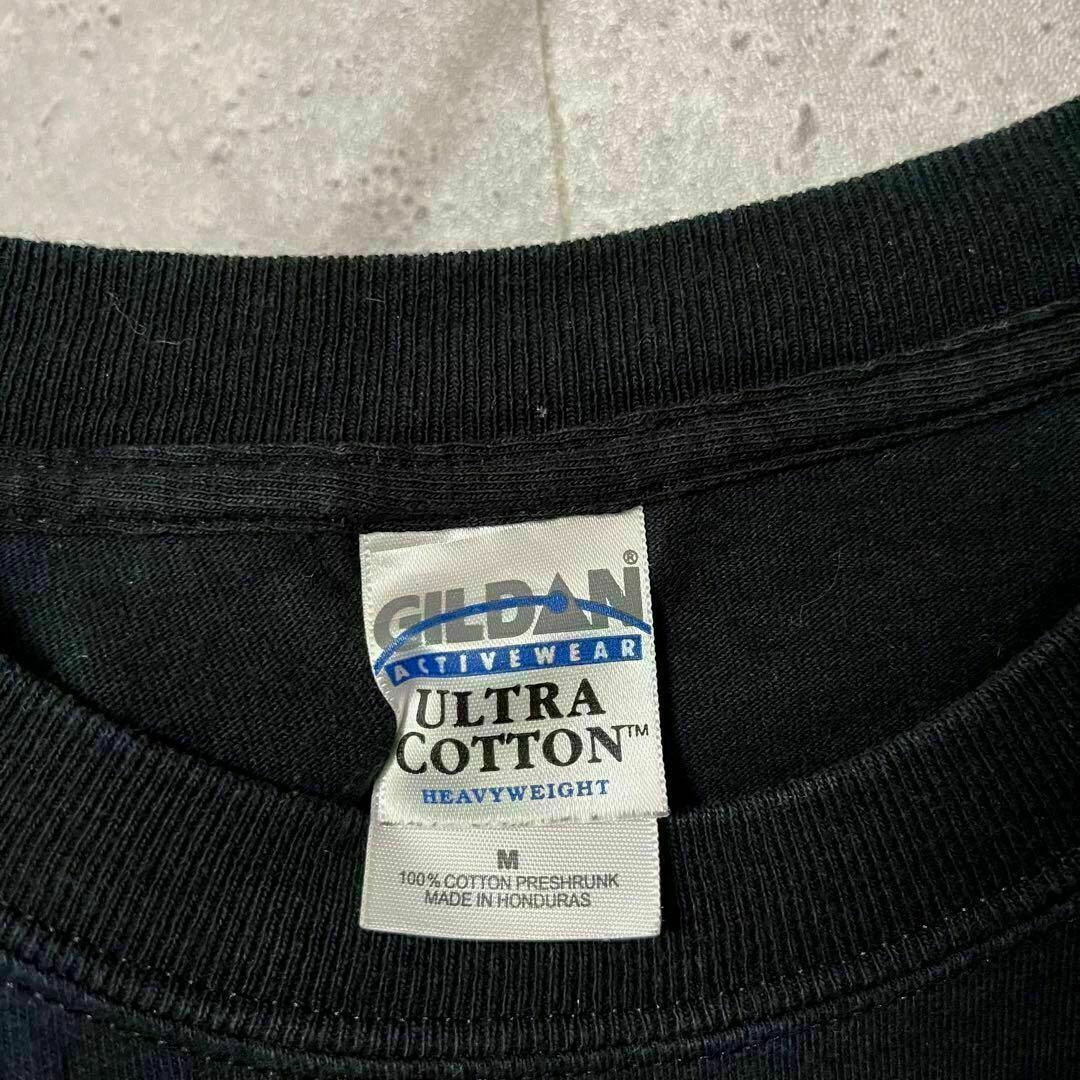 GILDAN®
ACTIVEWEAR
ULTRA
COTTON™
HEAVYWEIGHT
M
100% COTTON PRESHRUNK
MADE IN HONDURAS